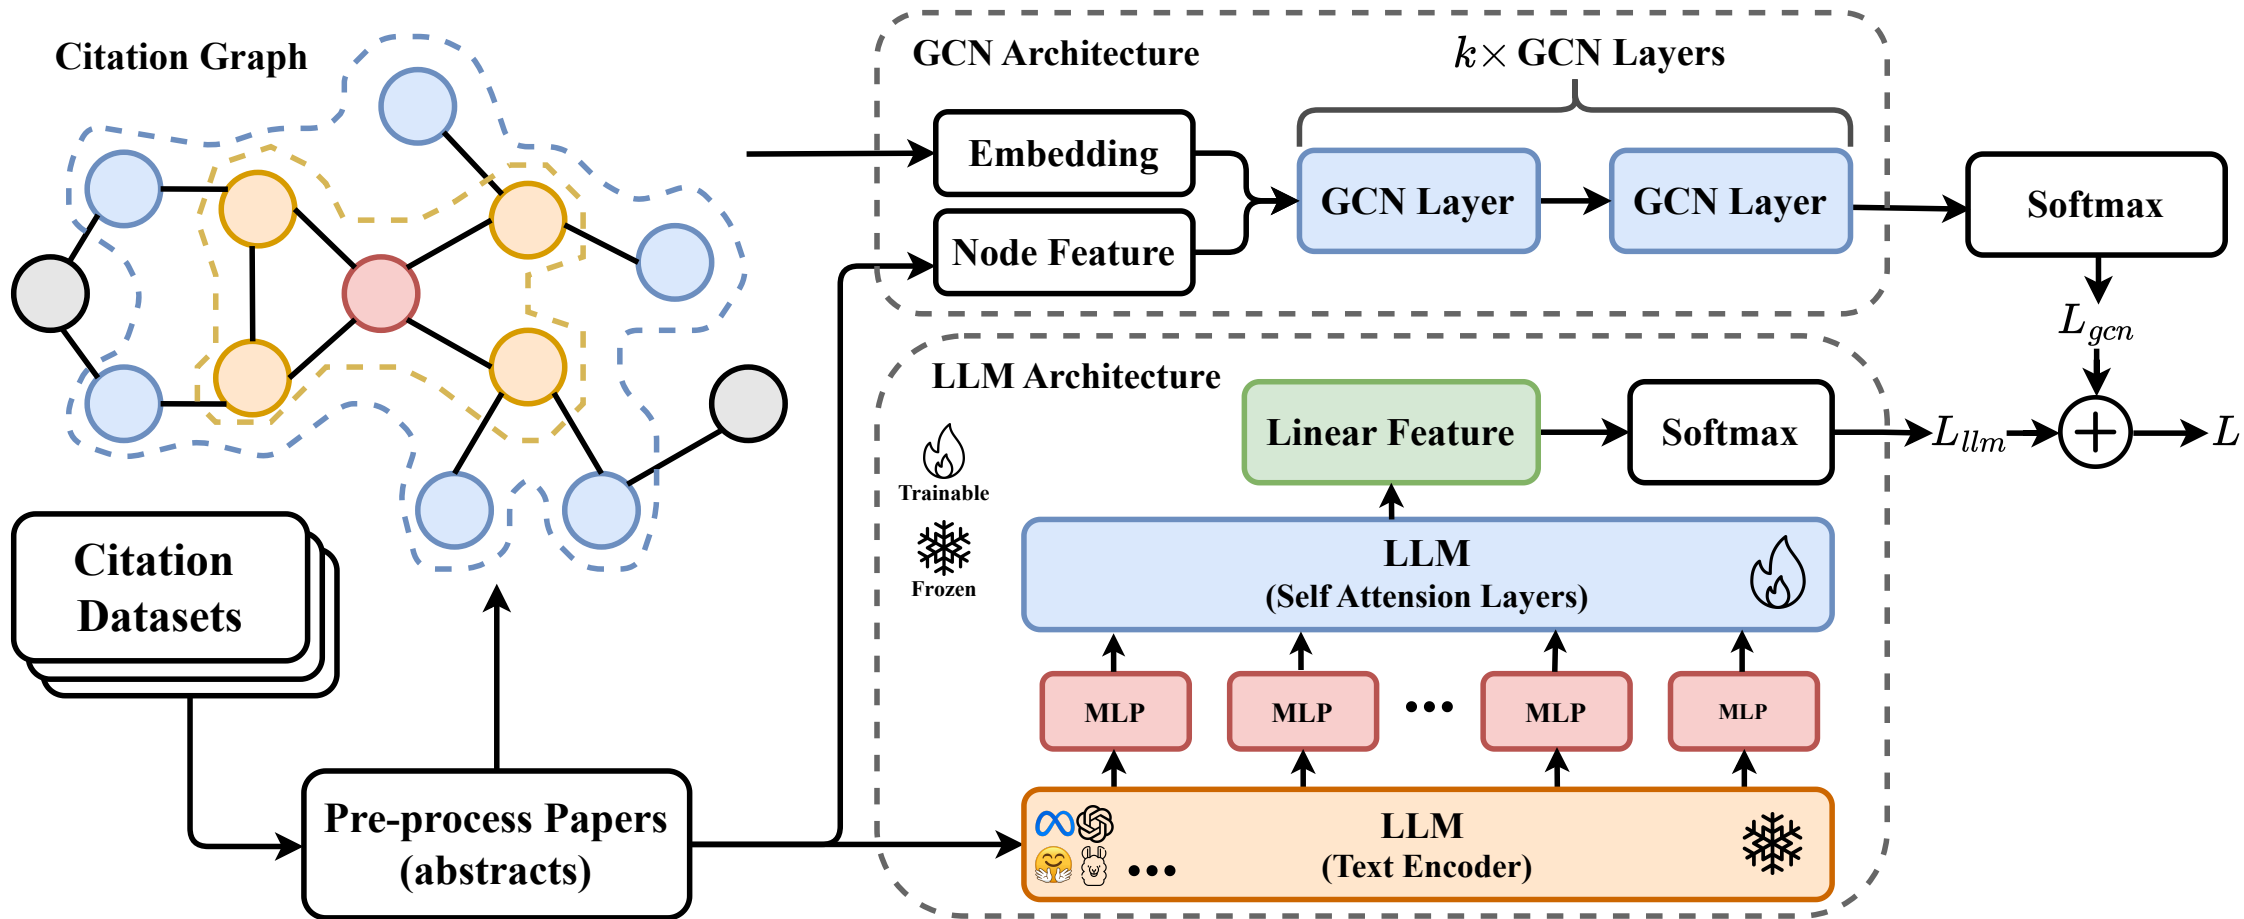 Citation Graph
GCN Architecture
k× GCN Layers
Embedding
Node Feature
GCN Layer
GCN Layer
Softmax
L_gcn
LLM Architecture
Trainable
Frozen
Linear Feature
Softmax
L_llm
L
LLM
(Self Attension Layers)
MLP
MLP
MLP
MLP
LLM
(Text Encoder)
Citation
Datasets
Pre-process Papers
(abstracts)